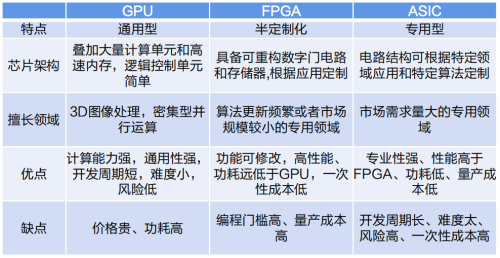 GPU FPGA ASIC
特点 通用型 半定制化 专用型
芯片架构 叠加大量计算单元和高速内存，逻辑控制单元简单 具备可重构数字门电路和存储器,根据应用定制 电路结构可根据特定领域应用和特定算法定制
擅长领域 3D图像处理，密集型并行运算 算法更新频繁或者市场规模较小的专用领域 市场需求量大的专用领域
优点 计算能力强，通用性强，开发周期短，难度小，风险低 功能可修改，高性能、功耗远低于GPU，一次性成本低 专业性强、性能高于FPGA、功耗低、量产成本低
缺点 价格贵、功耗高 编程门槛高、量产成本高 开发周期长、难度太、风险高、一次性成本高